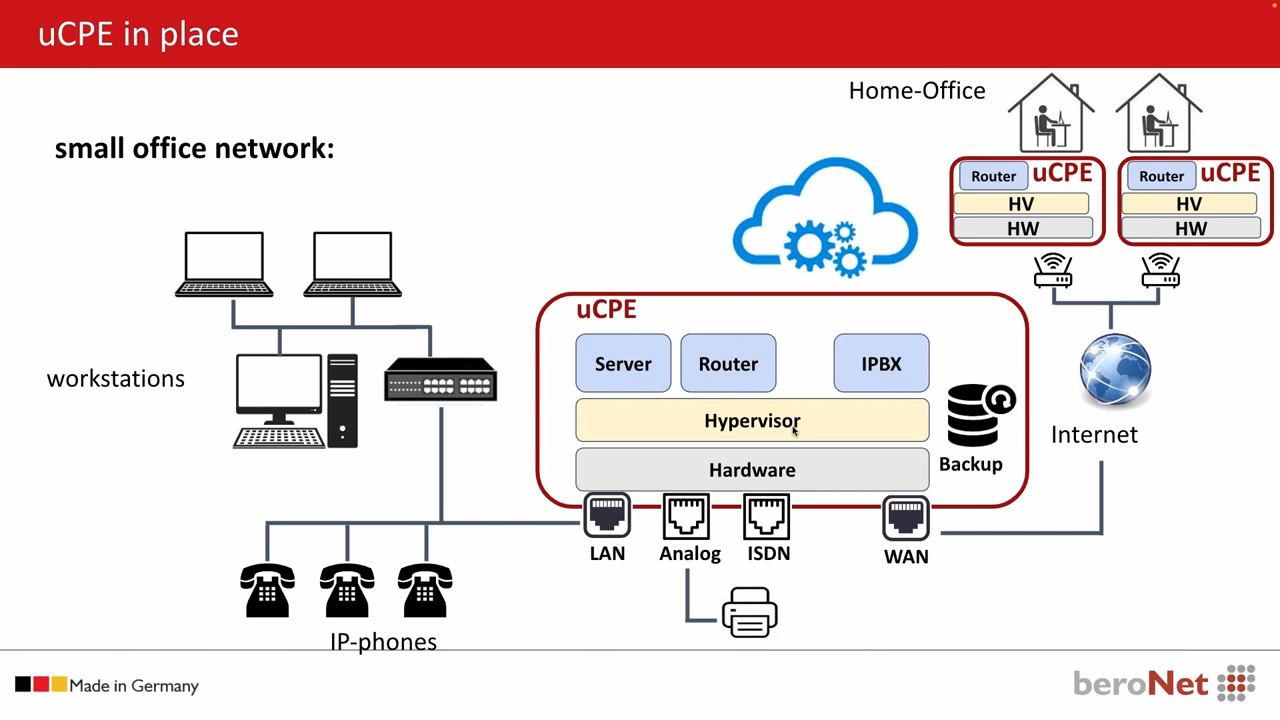 uCPE in place
Home-Office
small office network:
Router uCPE
HV
HW
Router uCPE
HV
HW
uCPE
Server
Router
IPBX
workstations
Hypervisor
Hardware
Backup
Internet
LAN
Analog
ISDN
WAN
IP-phones
Made in Germany
beroNet